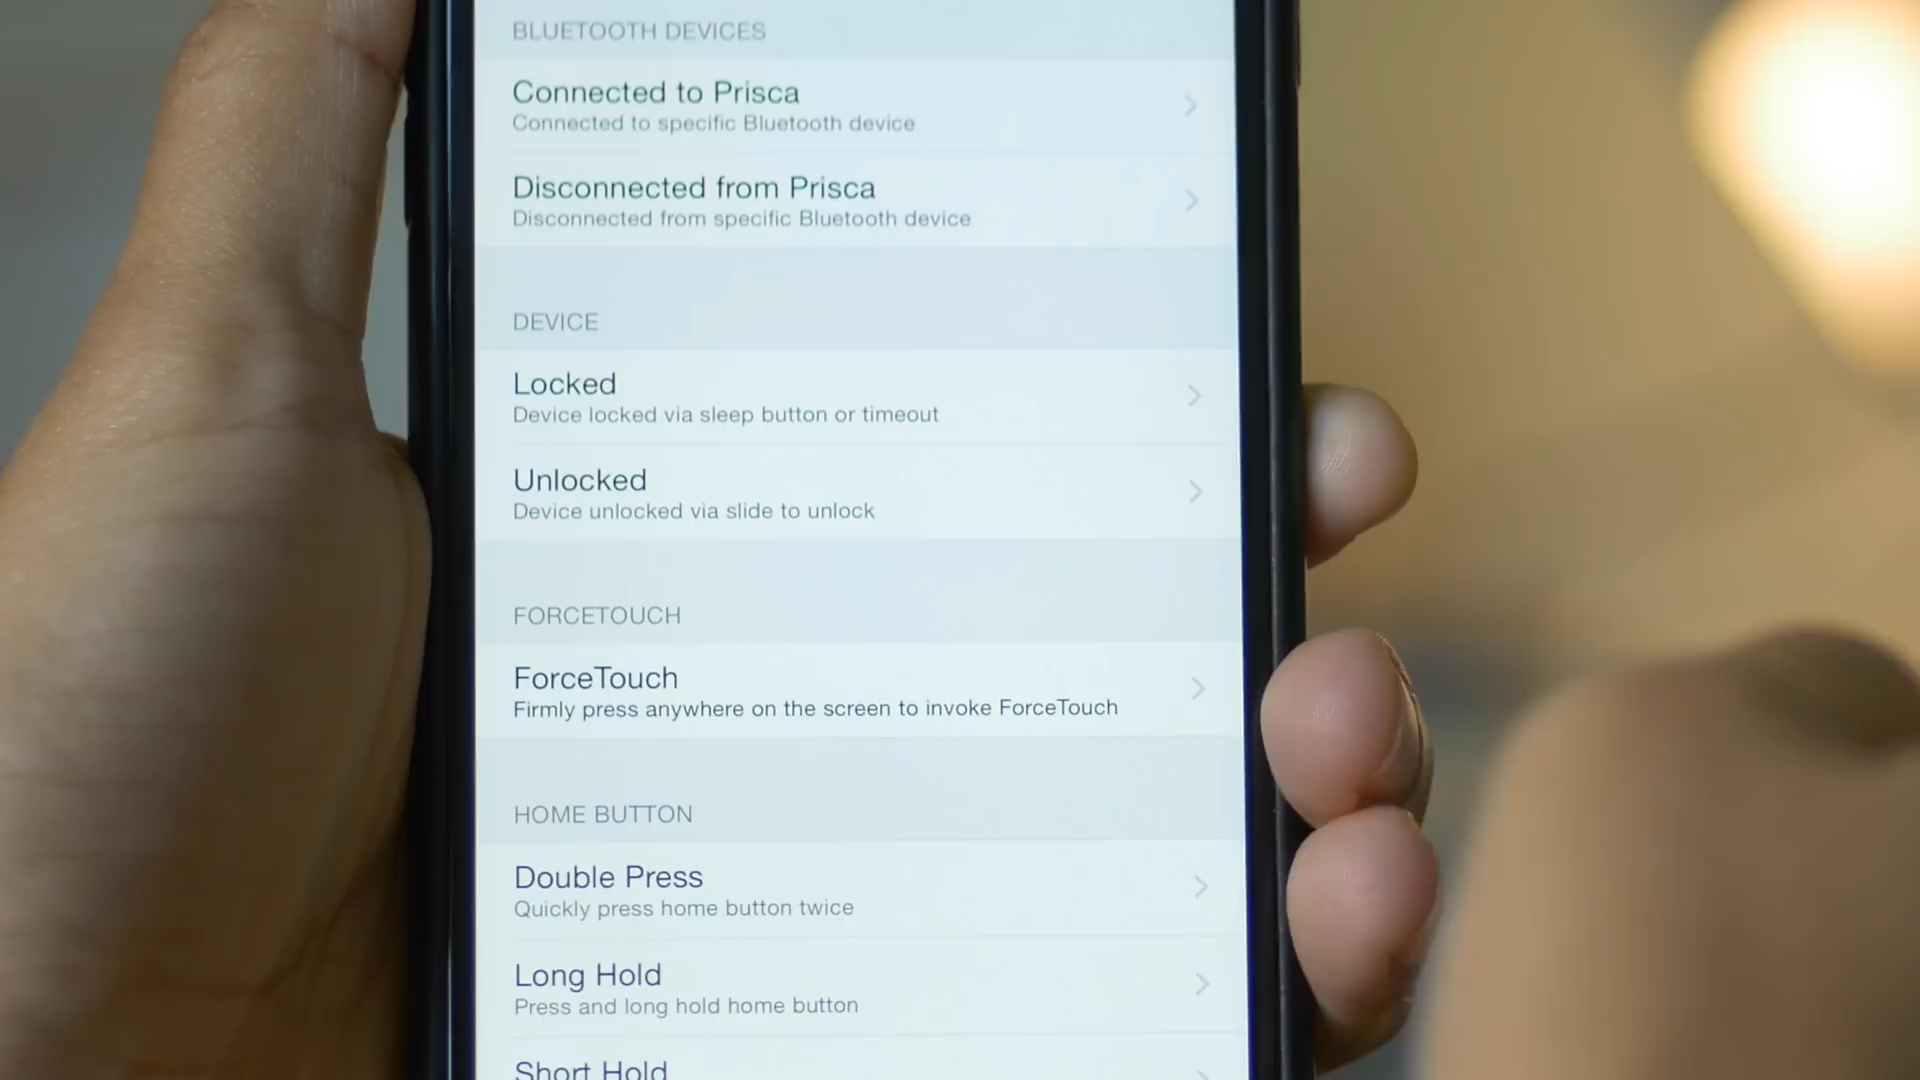 BLUETOOTH DEVICES
Connected to Prisca
Connected to specific Bluetooth device
Disconnected from Prisca
Disconnected from specific Bluetooth device
DEVICE
Locked
Device locked via sleep button or timeout
Unlocked
Device unlocked via slide to unlock
FORCETOUCH
ForceTouch
Firmly press anywhere on the screen to invoke ForceTouch
HOME BUTTON
Double Press
Quickly press home button twice
Long Hold
Press and long hold home button
Short Hold